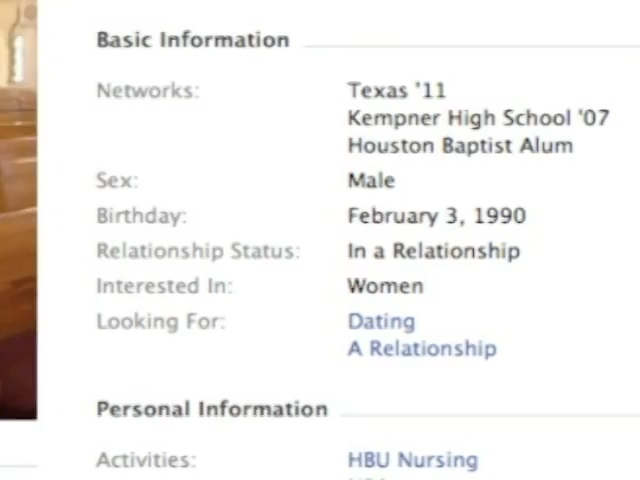 Basic Information
Networks: Texas '11
Kempner High School '07
Houston Baptist Alum
Sex: Male
Birthday: February 3, 1990
Relationship Status: In a Relationship
Interested In: Women
Looking For: Dating
A Relationship
Personal Information
Activities: HBU Nursing